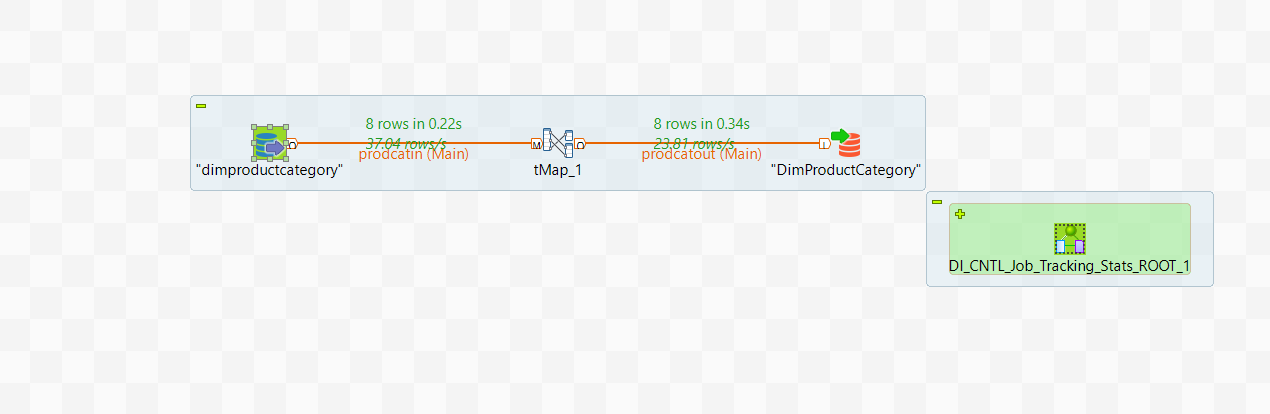 8 rows in 0.22s
37.04 rows/s
prodcatin (Main)
8 rows in 0.34s
23.81 rows/s
prodcatout (Main)
"dimproductcategory"
tMap_1
"DimProductCategory"
O
M
O
I
DI_CNTL_Job_Tracking_Stats_ROOT_1